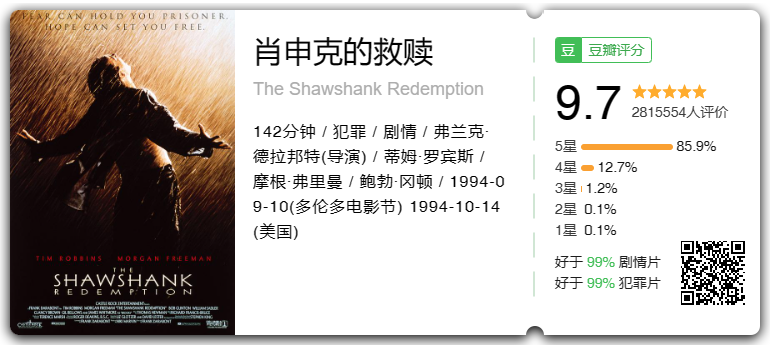 FEAR CAN HOLD YOU PRISONER.
HOPE CAN SET YOU FREE.
TIM ROBBINS MORGAN FREEMAN
THE
SHAWSHANK
REDEMPTION
肖申克的救赎
The Shawshank Redemption
142分钟 / 犯罪 / 剧情 / 弗兰克·
德拉邦特(导演) / 蒂姆·罗宾斯 /
摩根·弗里曼 / 鲍勃·冈顿 / 1994-0
9-10(多伦多电影节) 1994-10-14
(美国)
豆 豆瓣评分
9.7
2815554人评价
5星 85.9%
4星 12.7%
3星 1.2%
2星 0.1%
1星 0.1%
好于 99% 剧情片
好于 99% 犯罪片